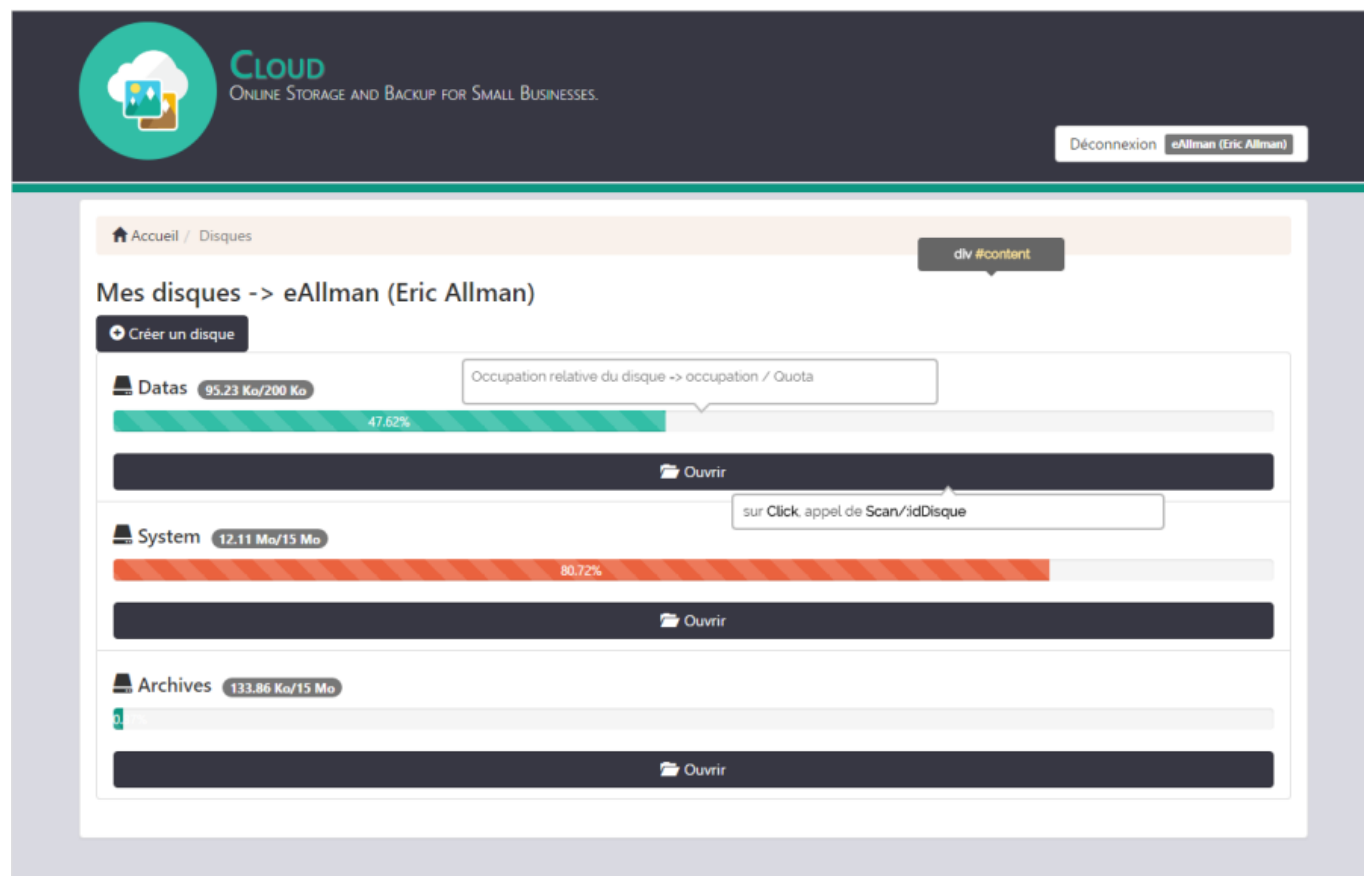 Cloud
Online Storage and Backup for Small Businesses.
Déconnexion eAllman (Eric Allman)
Accueil / Disques
div #content
Mes disques -> eAllman (Eric Allman)
Créer un disque
Occupation relative du disque -> occupation / Quota
Datas 95.23 Ko/200 Ko
47.62%
Ouvrir
sur Click, appel de Scan/:idDisque
System 12.11 Mo/15 Mo
80.72%
Ouvrir
Archives 133.86 Ko/15 Mo
Ouvrir